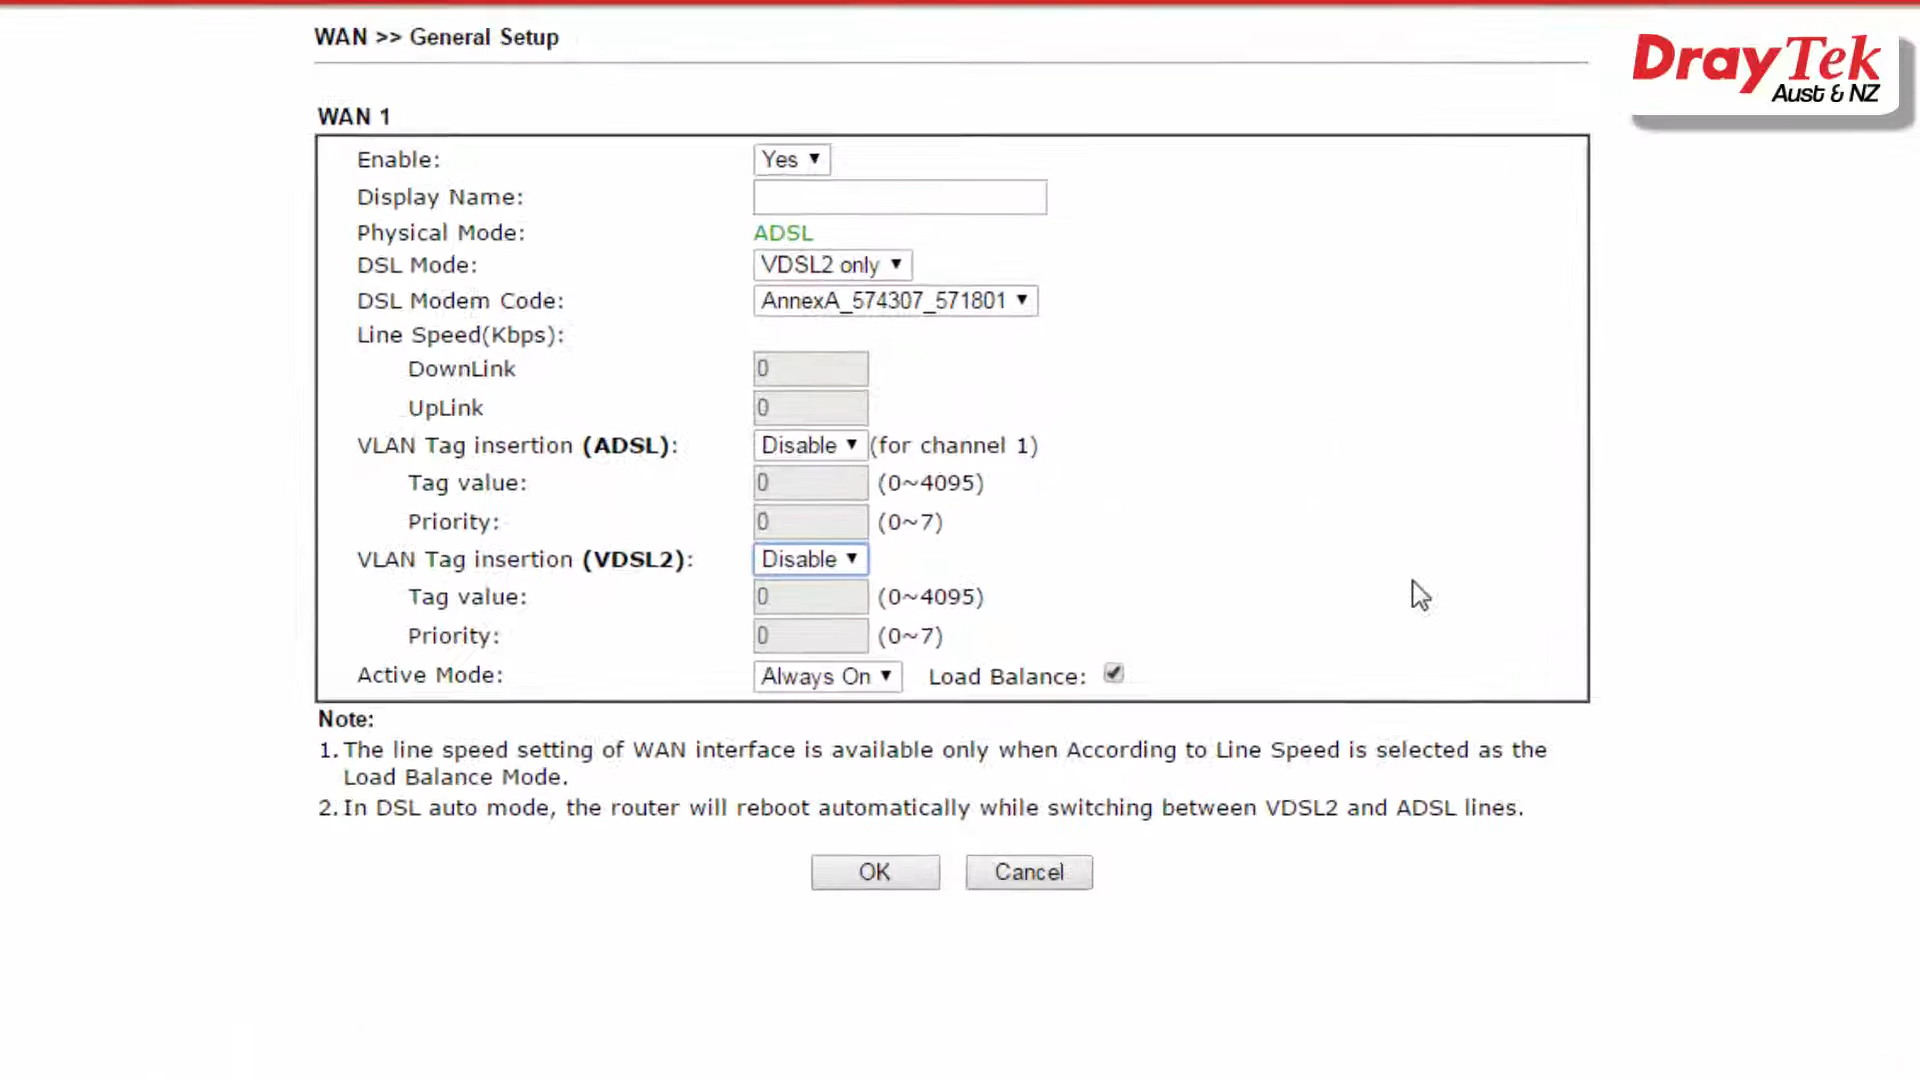 WAN >> General Setup
DrayTek
Aust & NZ
WAN 1
Enable: Yes
Display Name:
Physical Mode: ADSL
DSL Mode: VDSL2 only
DSL Modem Code: AnnexA_574307_571801
Line Speed(Kbps):
DownLink 0
UpLink 0
VLAN Tag insertion (ADSL): Disable (for channel 1)
Tag value: 0 (0~4095)
Priority: 0 (0~7)
VLAN Tag insertion (VDSL2): Disable
Tag value: 0 (0~4095)
Priority: 0 (0~7)
Active Mode: Always On Load Balance:
Note:
1. The line speed setting of WAN interface is available only when According to Line Speed is selected as the
Load Balance Mode.
2. In DSL auto mode, the router will reboot automatically while switching between VDSL2 and ADSL lines.
OK Cancel